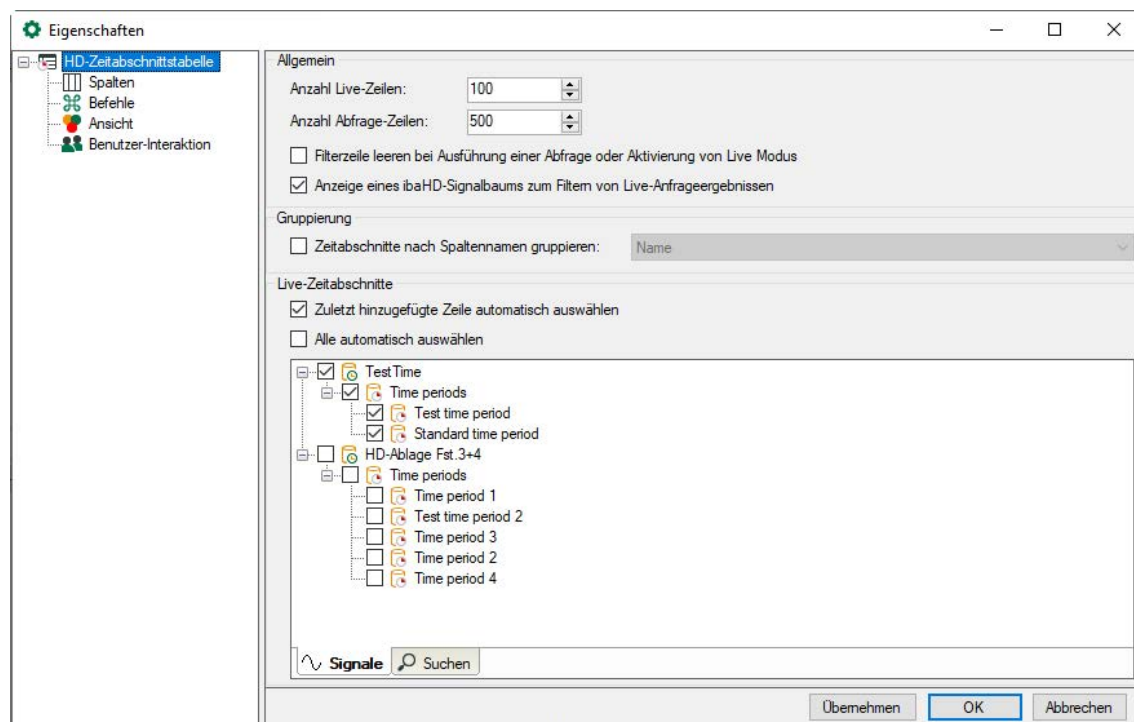 Eigenschaften
HD-Zeitabschnittstabelle
Spalten
Befehle
Ansicht
Benutzer-Interaktion
Allgemein
Anzahl Live-Zeilen: 100
Anzahl Abfrage-Zeilen: 500
Filterzeile leeren bei Ausführung einer Abfrage oder Aktivierung von Live Modus
Anzeige eines ibaHD-Signalbaums zum Filtern von Live-Anfrageergebnissen
Gruppierung
Zeitabschnitte nach Spaltennamen gruppieren: Name
Live-Zeitabschnitte
Zuletzt hinzugefügte Zeile automatisch auswählen
Alle automatisch auswählen
TestTime
Time periods
Test time period
Standard time period
HD-Ablage Fst.3+4
Time periods
Time period 1
Test time period 2
Time period 3
Time period 2
Time period 4
Signale Suchen
Übernehmen OK Abbrechen